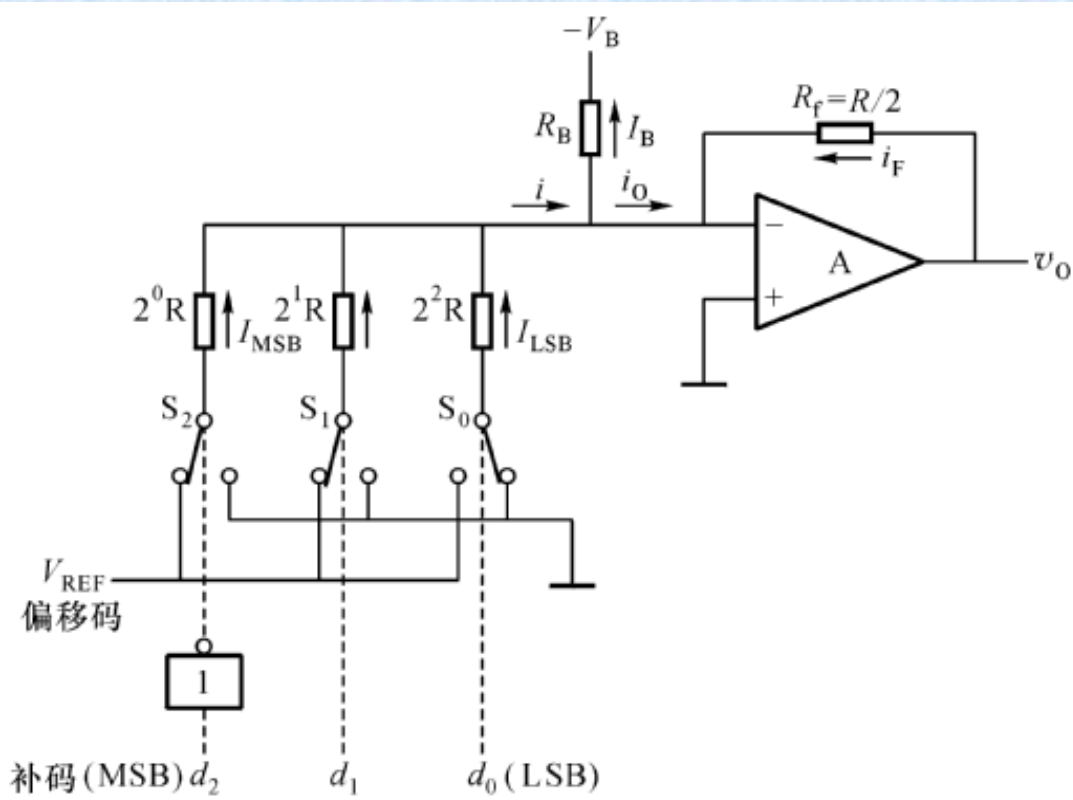 −V_B
R_f=R/2
R_B I_B i_F
i i_O
− A v_O
+
2^0R I_MSB 2^1R 2^2R I_LSB
S_2 S_1 S_0
V_REF
偏移码
1
补码(MSB) d_2 d_1 d_0(LSB)